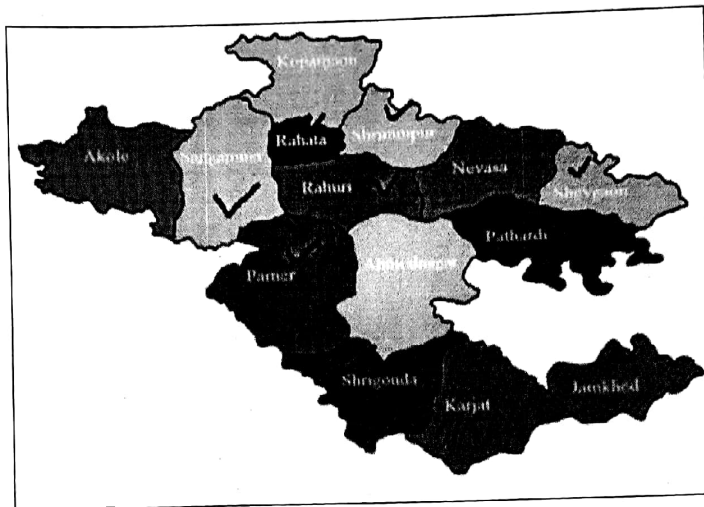 Kopargaon
Rahata
Shrirampur
Akole
Sangamner
Rahuri
Nevasa
Shevgaon
Pathardi
Parner
Ahmednagar
Shrigonda
Karjat
Jamkhed